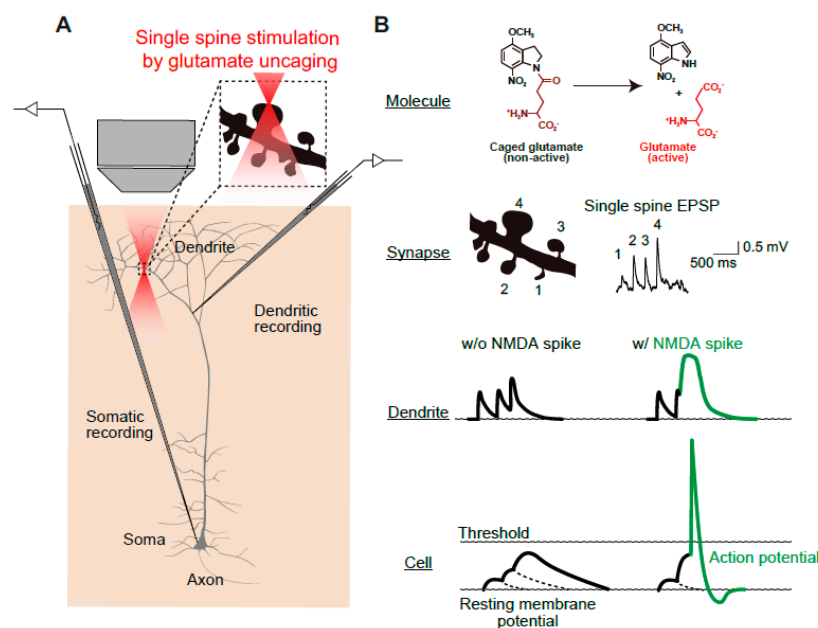 A
Single spine stimulation
by glutamate uncaging
Dendrite
Dendritic
recording
Somatic
recording
Soma
Axon
B
Molecule
OCH₃
NO₂
N
O
⁺H₃N
CO₂⁻
Caged glutamate
(non-active)
OCH₃
NO₂
NH
+
CO₂⁻
⁺H₃N
CO₂⁻
Glutamate
(active)
Synapse
4
3
2
1
Single spine EPSP
1
2
3
4
0.5 mV
500 ms
w/o NMDA spike
w/ NMDA spike
Dendrite
Threshold
Cell
Action potential
Resting membrane
potential